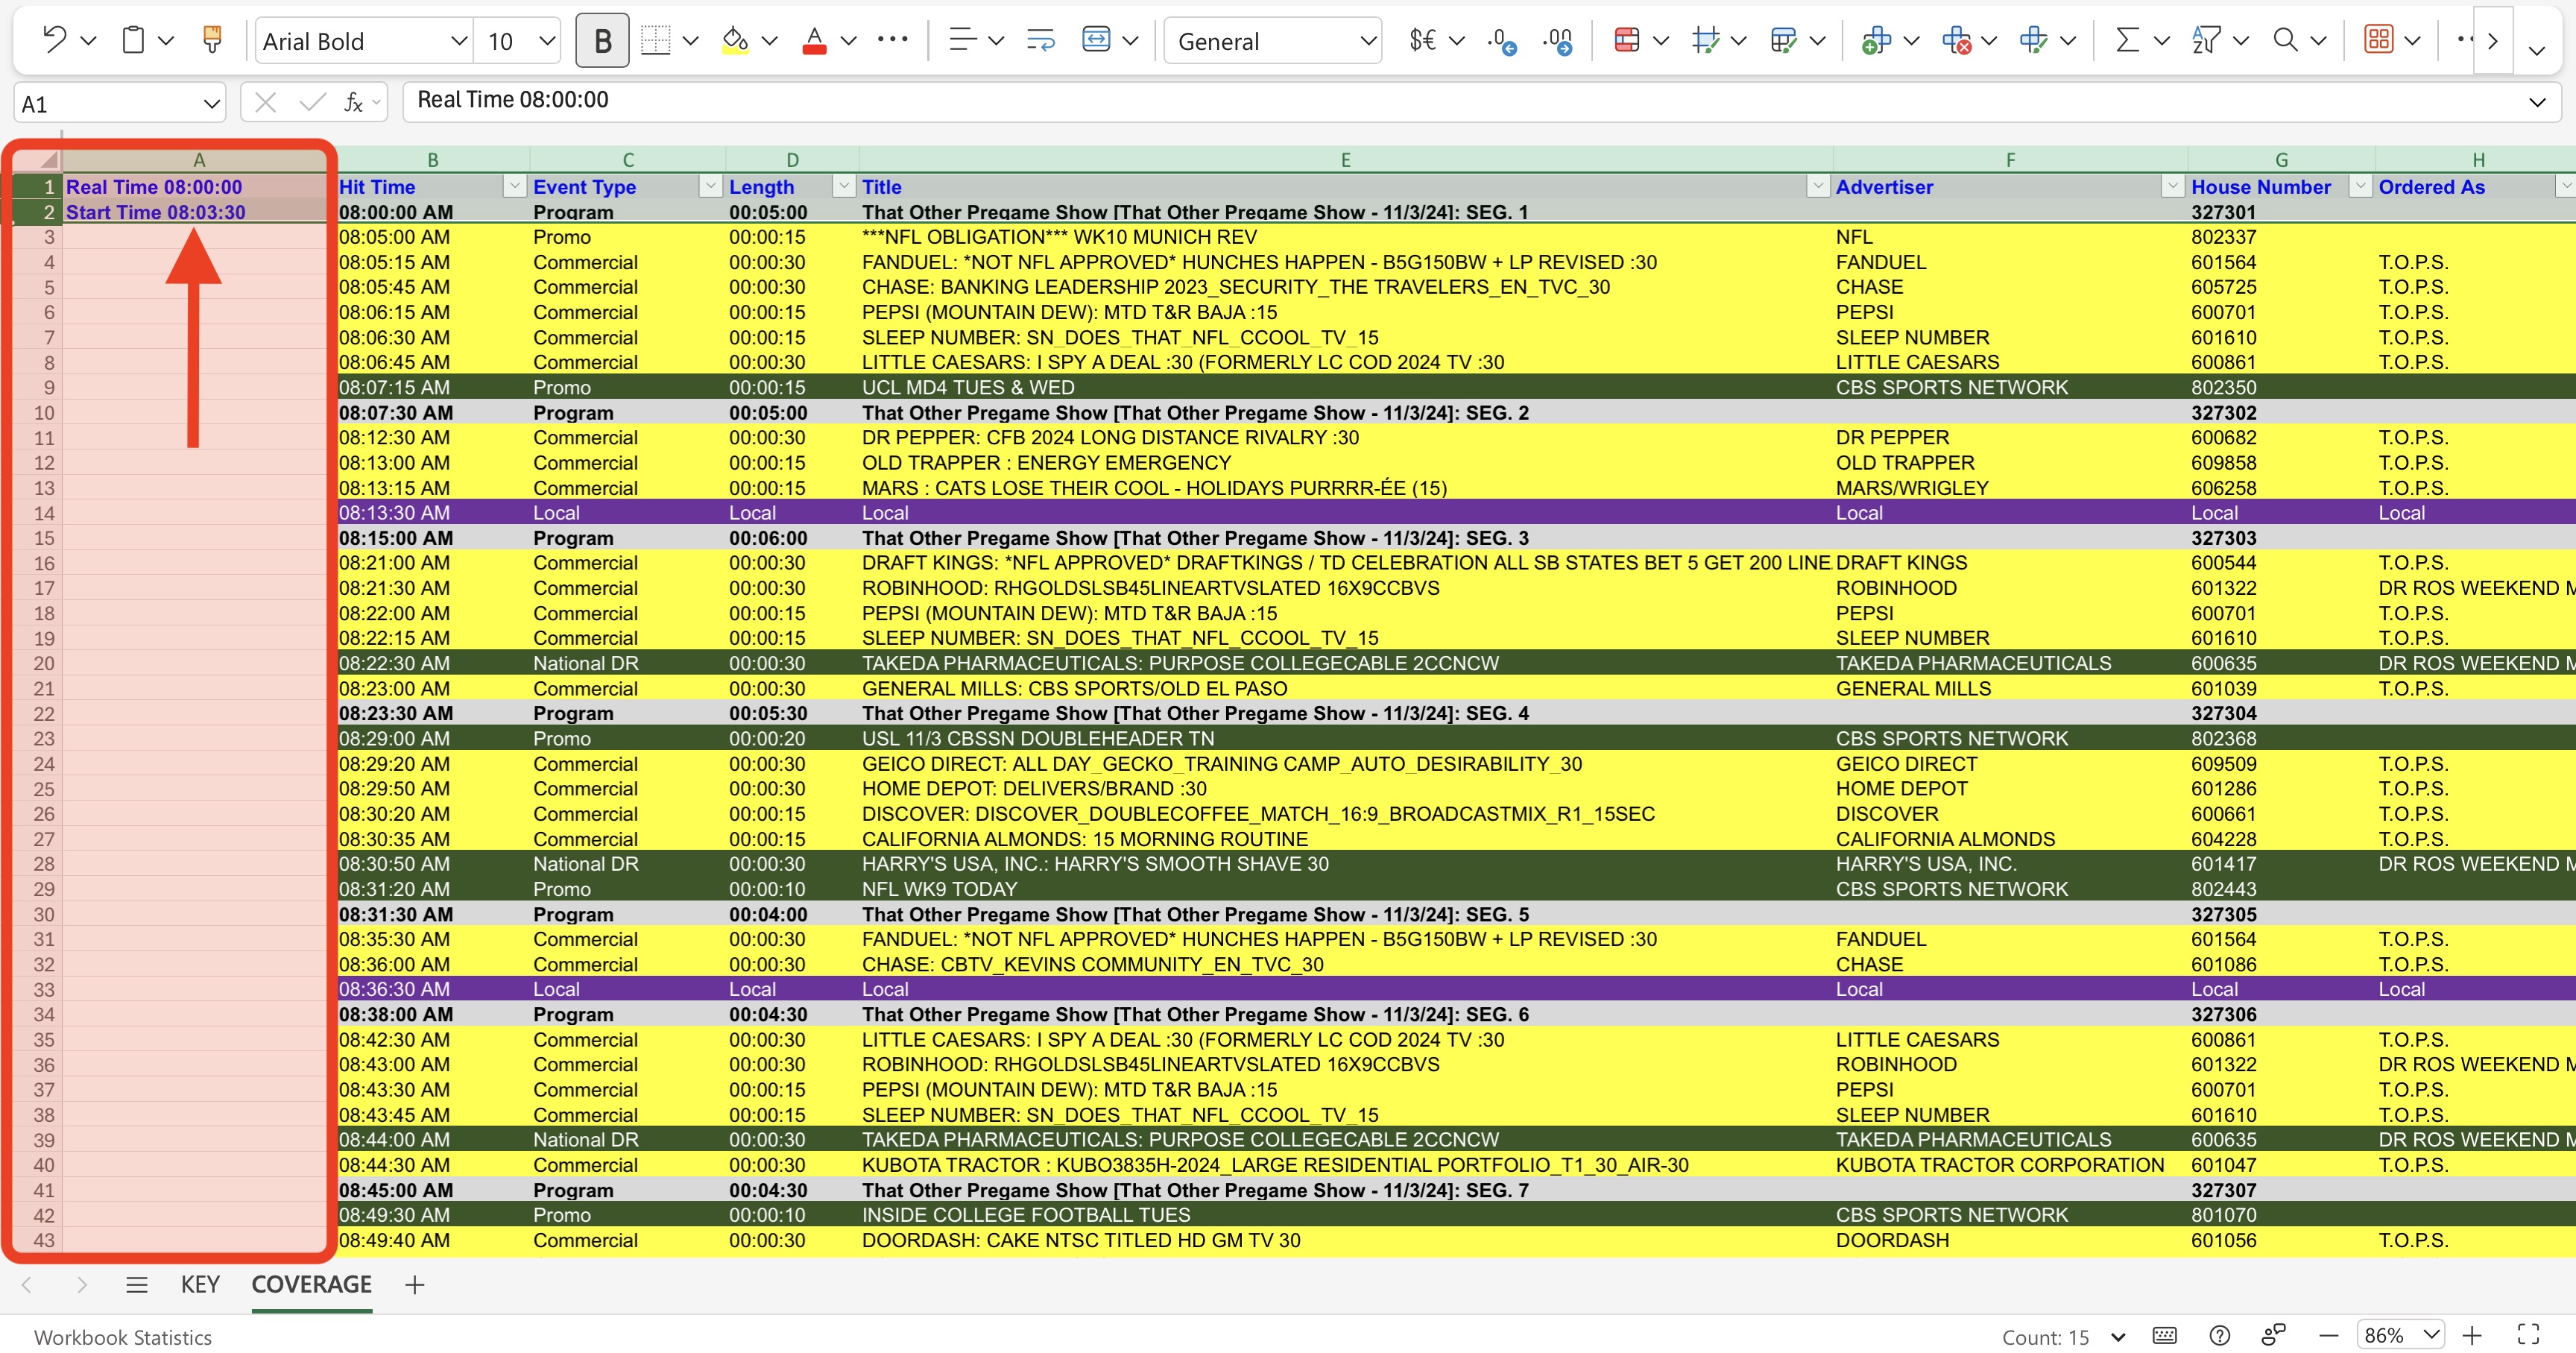 Arial Bold 10 B A General $€ .0 .00 Σ AZ
A1 fx Real Time 08:00:00
A B C D E F G H
1 Real Time 08:00:00 Hit Time Event Type Length Title Advertiser House Number Ordered As
2 Start Time 08:03:30 08:00:00 AM Program 00:05:00 That Other Pregame Show [That Other Pregame Show - 11/3/24]: SEG. 1 327301
3 08:05:00 AM Promo 00:00:15 ***NFL OBLIGATION*** WK10 MUNICH REV NFL 802337
4 08:05:15 AM Commercial 00:00:30 FANDUEL: *NOT NFL APPROVED* HUNCHES HAPPEN - B5G150BW + LP REVISED :30 FANDUEL 601564 T.O.P.S.
5 08:05:45 AM Commercial 00:00:30 CHASE: BANKING LEADERSHIP 2023_SECURITY_THE TRAVELERS_EN_TVC_30 CHASE 605725 T.O.P.S.
6 08:06:15 AM Commercial 00:00:15 PEPSI (MOUNTAIN DEW): MTD T&R BAJA :15 PEPSI 600701 T.O.P.S.
7 08:06:30 AM Commercial 00:00:15 SLEEP NUMBER: SN_DOES_THAT_NFL_CCOOL_TV_15 SLEEP NUMBER 601610 T.O.P.S.
8 08:06:45 AM Commercial 00:00:30 LITTLE CAESARS: I SPY A DEAL :30 (FORMERLY LC COD 2024 TV :30 LITTLE CAESARS 600861 T.O.P.S.
9 08:07:15 AM Promo 00:00:15 UCL MD4 TUES & WED CBS SPORTS NETWORK 802350
10 08:07:30 AM Program 00:05:00 That Other Pregame Show [That Other Pregame Show - 11/3/24]: SEG. 2 327302
11 08:12:30 AM Commercial 00:00:30 DR PEPPER: CFB 2024 LONG DISTANCE RIVALRY :30 DR PEPPER 600682 T.O.P.S.
12 08:13:00 AM Commercial 00:00:15 OLD TRAPPER : ENERGY EMERGENCY OLD TRAPPER 609858 T.O.P.S.
13 08:13:15 AM Commercial 00:00:15 MARS : CATS LOSE THEIR COOL - HOLIDAYS PURRRR-ÉE (15) MARS/WRIGLEY 606258 T.O.P.S.
14 08:13:30 AM Local Local Local Local Local Local
15 08:15:00 AM Program 00:06:00 That Other Pregame Show [That Other Pregame Show - 11/3/24]: SEG. 3 327303
16 08:21:00 AM Commercial 00:00:30 DRAFT KINGS: *NFL APPROVED* DRAFTKINGS / TD CELEBRATION ALL SB STATES BET 5 GET 200 LINE DRAFT KINGS 600544 T.O.P.S.
17 08:21:30 AM Commercial 00:00:30 ROBINHOOD: RHGOLDSLSB45LINEARTVSLATED 16X9CCBVS ROBINHOOD 601322 DR ROS WEEKEND M
18 08:22:00 AM Commercial 00:00:15 PEPSI (MOUNTAIN DEW): MTD T&R BAJA :15 PEPSI 600701 T.O.P.S.
19 08:22:15 AM Commercial 00:00:15 SLEEP NUMBER: SN_DOES_THAT_NFL_CCOOL_TV_15 SLEEP NUMBER 601610 T.O.P.S.
20 08:22:30 AM National DR 00:00:30 TAKEDA PHARMACEUTICALS: PURPOSE COLLEGECABLE 2CCNCW TAKEDA PHARMACEUTICALS 600635 DR ROS WEEKEND M
21 08:23:00 AM Commercial 00:00:30 GENERAL MILLS: CBS SPORTS/OLD EL PASO GENERAL MILLS 601039 T.O.P.S.
22 08:23:30 AM Program 00:05:30 That Other Pregame Show [That Other Pregame Show - 11/3/24]: SEG. 4 327304
23 08:29:00 AM Promo 00:00:20 USL 11/3 CBSSN DOUBLEHEADER TN CBS SPORTS NETWORK 802368
24 08:29:20 AM Commercial 00:00:30 GEICO DIRECT: ALL DAY_GECKO_TRAINING CAMP_AUTO_DESIRABILITY_30 GEICO DIRECT 609509 T.O.P.S.
25 08:29:50 AM Commercial 00:00:30 HOME DEPOT: DELIVERS/BRAND :30 HOME DEPOT 601286 T.O.P.S.
26 08:30:20 AM Commercial 00:00:15 DISCOVER: DISCOVER_DOUBLECOFFEE_MATCH_16:9_BROADCASTMIX_R1_15SEC DISCOVER 600661 T.O.P.S.
27 08:30:35 AM Commercial 00:00:15 CALIFORNIA ALMONDS: 15 MORNING ROUTINE CALIFORNIA ALMONDS 604228 T.O.P.S.
28 08:30:50 AM National DR 00:00:30 HARRY'S USA, INC.: HARRY'S SMOOTH SHAVE 30 HARRY'S USA, INC. 601417 DR ROS WEEKEND M
29 08:31:20 AM Promo 00:00:10 NFL WK9 TODAY CBS SPORTS NETWORK 802443
30 08:31:30 AM Program 00:04:00 That Other Pregame Show [That Other Pregame Show - 11/3/24]: SEG. 5 327305
31 08:35:30 AM Commercial 00:00:30 FANDUEL: *NOT NFL APPROVED* HUNCHES HAPPEN - B5G150BW + LP REVISED :30 FANDUEL 601564 T.O.P.S.
32 08:36:00 AM Commercial 00:00:30 CHASE: CBTV_KEVINS COMMUNITY_EN_TVC_30 CHASE 601086 T.O.P.S.
33 08:36:30 AM Local Local Local Local Local Local
34 08:38:00 AM Program 00:04:30 That Other Pregame Show [That Other Pregame Show - 11/3/24]: SEG. 6 327306
35 08:42:30 AM Commercial 00:00:30 LITTLE CAESARS: I SPY A DEAL :30 (FORMERLY LC COD 2024 TV :30 LITTLE CAESARS 600861 T.O.P.S.
36 08:43:00 AM Commercial 00:00:30 ROBINHOOD: RHGOLDSLSB45LINEARTVSLATED 16X9CCBVS ROBINHOOD 601322 DR ROS WEEKEND M
37 08:43:30 AM Commercial 00:00:15 PEPSI (MOUNTAIN DEW): MTD T&R BAJA :15 PEPSI 600701 T.O.P.S.
38 08:43:45 AM Commercial 00:00:15 SLEEP NUMBER: SN_DOES_THAT_NFL_CCOOL_TV_15 SLEEP NUMBER 601610 T.O.P.S.
39 08:44:00 AM National DR 00:00:30 TAKEDA PHARMACEUTICALS: PURPOSE COLLEGECABLE 2CCNCW TAKEDA PHARMACEUTICALS 600635 DR ROS WEEKEND M
40 08:44:30 AM Commercial 00:00:30 KUBOTA TRACTOR : KUBO3835H-2024_LARGE RESIDENTIAL PORTFOLIO_T1_30_AIR-30 KUBOTA TRACTOR CORPORATION 601047 T.O.P.S.
41 08:45:00 AM Program 00:04:30 That Other Pregame Show [That Other Pregame Show - 11/3/24]: SEG. 7 327307
42 08:49:30 AM Promo 00:00:10 INSIDE COLLEGE FOOTBALL TUES CBS SPORTS NETWORK 801070
43 08:49:40 AM Commercial 00:00:30 DOORDASH: CAKE NTSC TITLED HD GM TV 30 DOORDASH 601056 T.O.P.S.
KEY COVERAGE +
Workbook Statistics Count: 15 86%